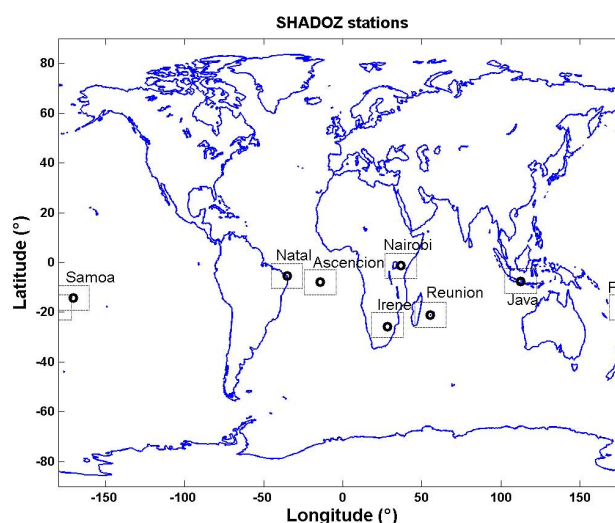 SHADOZ stations
80
60
40
20
0
-20
-40
-60
-80
Latitude (°)
Samoa
Natal
Ascencion
Nairobi
Irene
Reunion
Java
F
-150
-100
-50
0
50
100
150
Longitude (°)